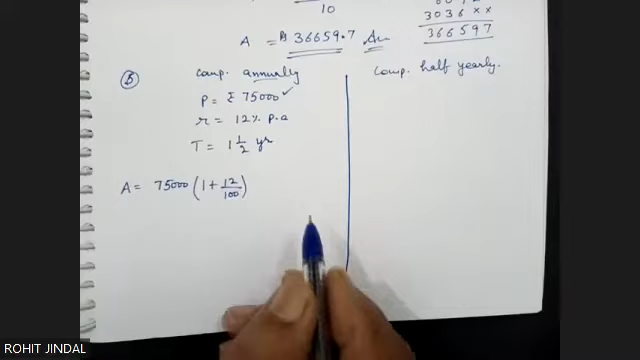 10
3036 x x
A = ₹ 36659.7 Ans
366597
5 comp. annually
comp. half yearly.
P = ₹ 75000 ✓
r = 12% p.a
T = 1 1/2 yr
A = 75000 (1 + 12/100)
ROHIT JINDAL